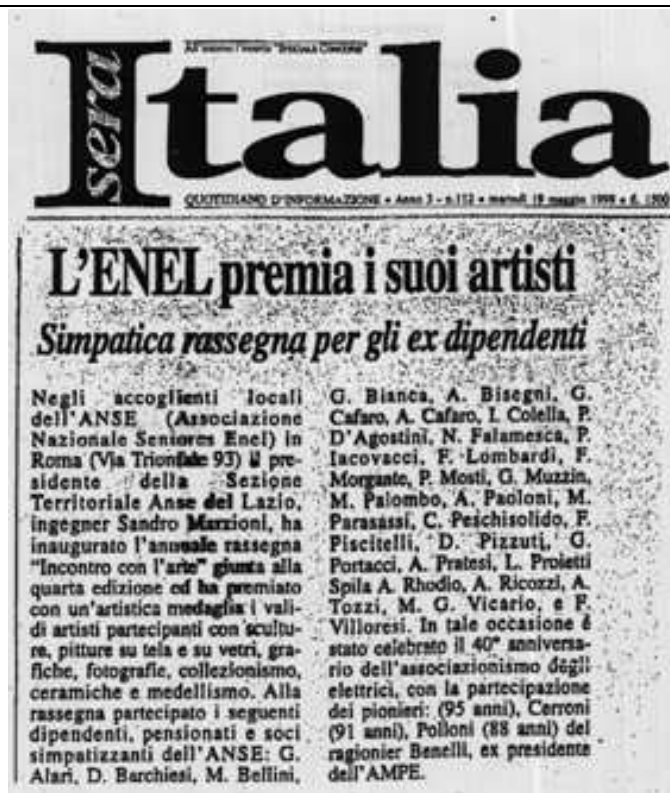 All'interno l'inserto "SPECIALE CONCORSI"
Italia
sera
QUOTIDIANO D'INFORMAZIONE • Anno 3 - n.112 • martedì 19 maggio 1998 • £. 1500
L'ENEL premia i suoi artisti
Simpatica rassegna per gli ex dipendenti
Negli accoglienti locali
dell'ANSE (Associazione
Nazionale Seniores Enel) in
Roma (Via Trionfale 93) il pre-
sidente della Sezione
Territoriale Anse del Lazio,
ingegner Sandro Marzioni, ha
inaugurato l'annuale rassegna
"Incontro con l'arte" giunta alla
quarta edizione ed ha premiato
con un'artistica medaglia i vali-
di artisti partecipanti con scultu-
re, pitture su tela e su vetri, gra-
fiche, fotografie, collezionismo,
ceramiche e medellismo. Alla
rassegna partecipato i seguenti
dipendenti, pensionati e soci
simpatizzanti dell'ANSE: G.
Alari, D. Barchiesi, M. Bellini,
G. Bianca, A. Bisegni, G.
Cafaro, A. Cafaro, I. Colella, P.
D'Agostini, N. Falamesca, P.
Iacovacci, F. Lombardi, F.
Morgante, P. Mosti, G. Muzzin,
M. Palombo, A. Paoloni, M.
Parasassi, C. Peschisolido, F.
Piscitelli, D. Pizzuti, G.
Portacci, A. Pratesi, L. Proietti
Spila A. Rhodio, A. Ricozzi, A.
Tozzi, M. G. Vicario, e F.
Villoresi. In tale occasione è
stato celebrato il 40° anniversa-
rio dell'associazionismo degli
elettrici, con la partecipazione
dei pionieri: (95 anni), Cerroni
(91 anni), Polloni (88 anni) del
ragionier Benelli, ex presidente
dell'AMPE.